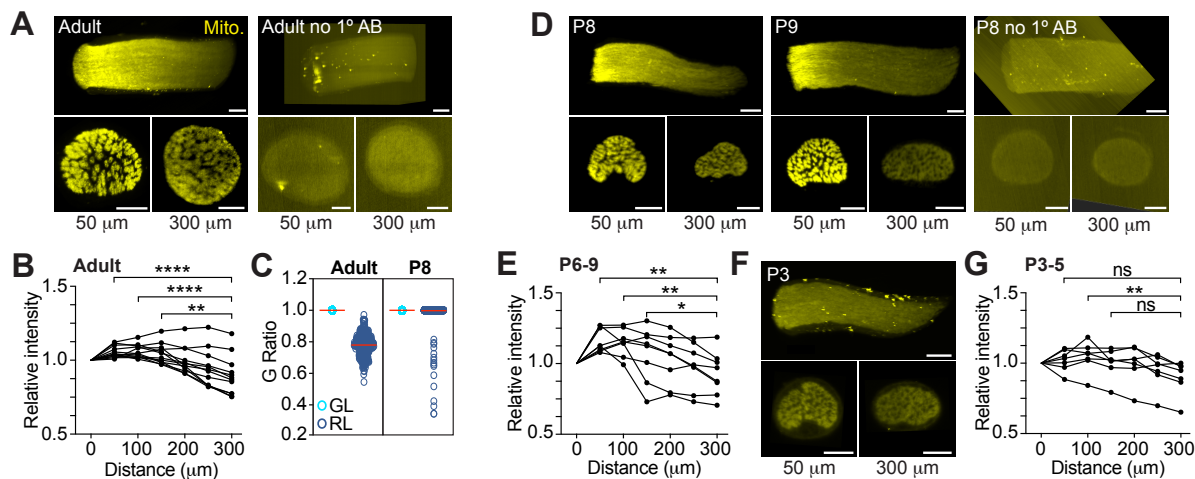 A
Adult
Mito.
Adult no 1º AB
50 μm
300 μm
50 μm
300 μm
D
P8
P9
P8 no 1º AB
50 μm
300 μm
50 μm
300 μm
50 μm
300 μm
B
Adult
****
****
**
Relative intensity
1.5
1.0
0.5
0
100
200
300
Distance (μm)
C
Adult
P8
G Ratio
1.2
1.0
0.8
0.6
0.4
0.2
GL
RL
E
P6-9
**
**
*
Relative intensity
1.5
1.0
0.5
0
100
200
300
Distance (μm)
F
P3
50 μm
300 μm
G
P3-5
ns
**
ns
Relative intensity
1.5
1.0
0.5
0
100
200
300
Distance (μm)